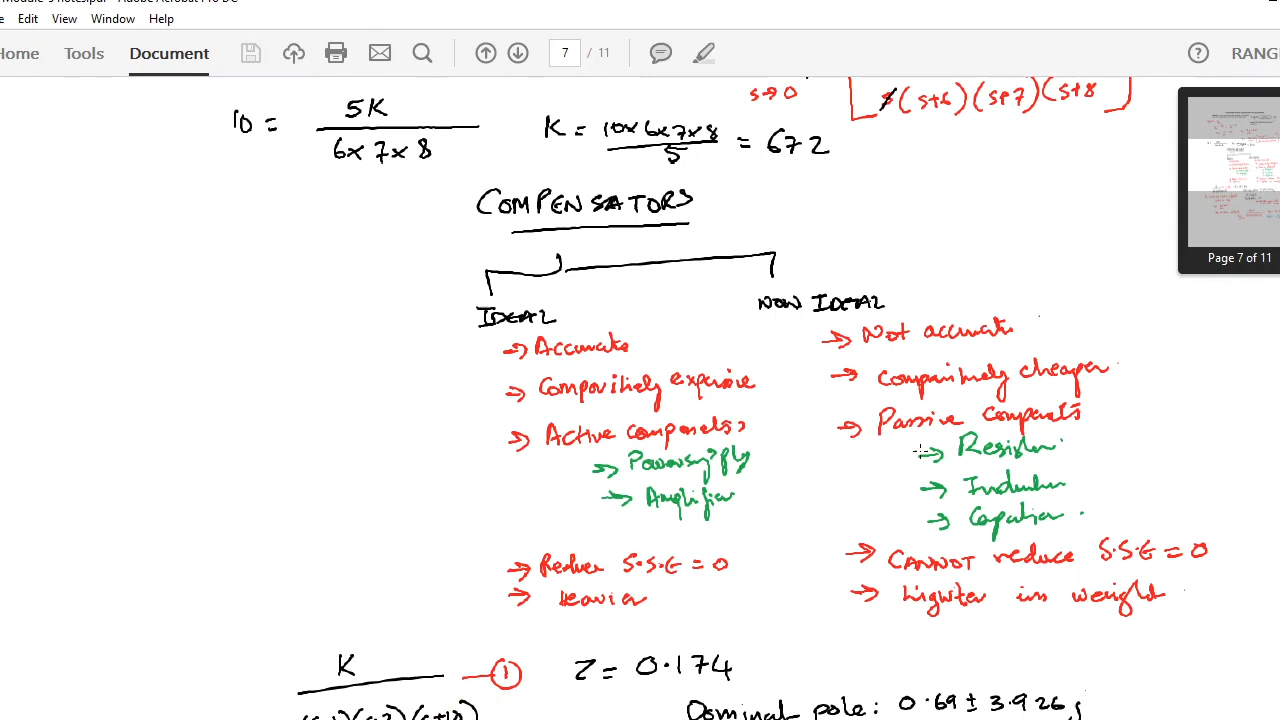 Module 5 notes.pdf - Adobe Acrobat Pro DC
Edit View Window Help
Home Tools Document 7 / 11 RANG
10 = 5K / 6×7×8
K = 10×6×7×8 / 5 = 672
s→0
s(s+6)(s+7)(s+8
COMPENSATORS
IDEAL
NON IDEAL
→ Accurate
→ Not accurate
→ Comparitively expensive
→ Comparitively cheaper
→ Active components
→ Passive components
→ Power supply
→ Resistor
→ Amplifier
→ Inductor
→ Capacitor
→ Reduce S.S.E = 0
→ CANNOT reduce S.S.E = 0
→ Heavier
→ Lighter in weight
Page 7 of 11
K
①
Z = 0.174
Dominal pole: 0.69 ± 3.926j